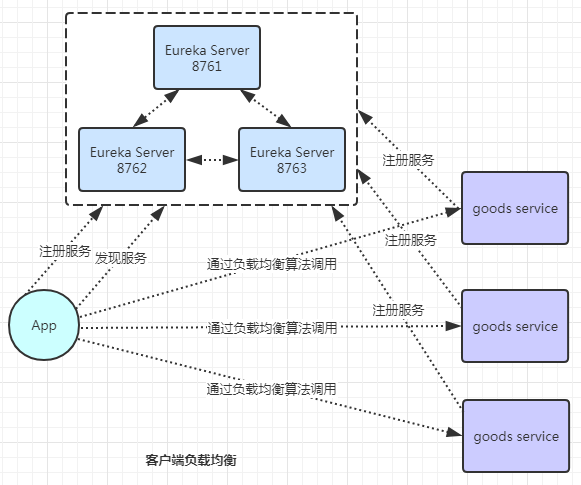 Eureka Server
8761
Eureka Server
8762
Eureka Server
8763
注册服务
goods service
注册服务
注册服务
发现服务
通过负载均衡算法调用
注册服务
App
通过负载均衡算法调用
goods service
通过负载均衡算法调用
goods service
客户端负载均衡